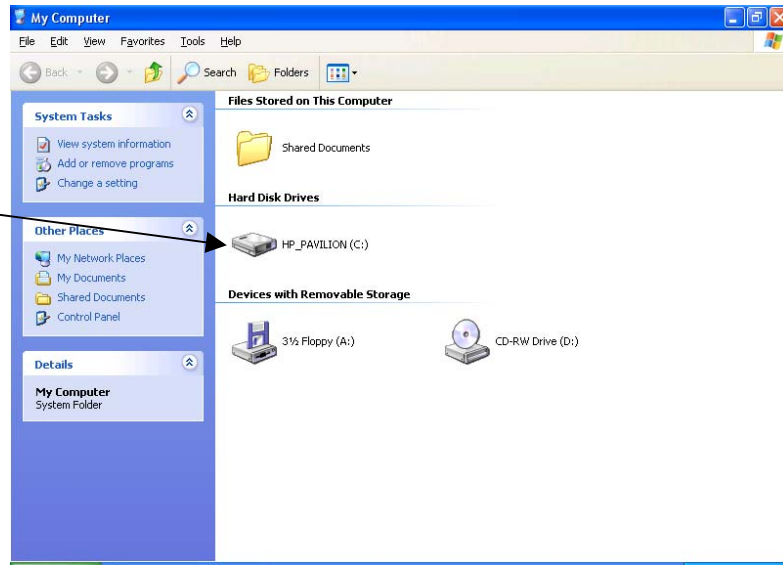 My Computer
File Edit View Favorites Tools Help
Back Search Folders
System Tasks
View system information
Add or remove programs
Change a setting
Other Places
My Network Places
My Documents
Shared Documents
Control Panel
Details
My Computer
System Folder
Files Stored on This Computer
Shared Documents
Hard Disk Drives
HP_PAVILION (C:)
Devices with Removable Storage
3½ Floppy (A:)
CD-RW Drive (D:)